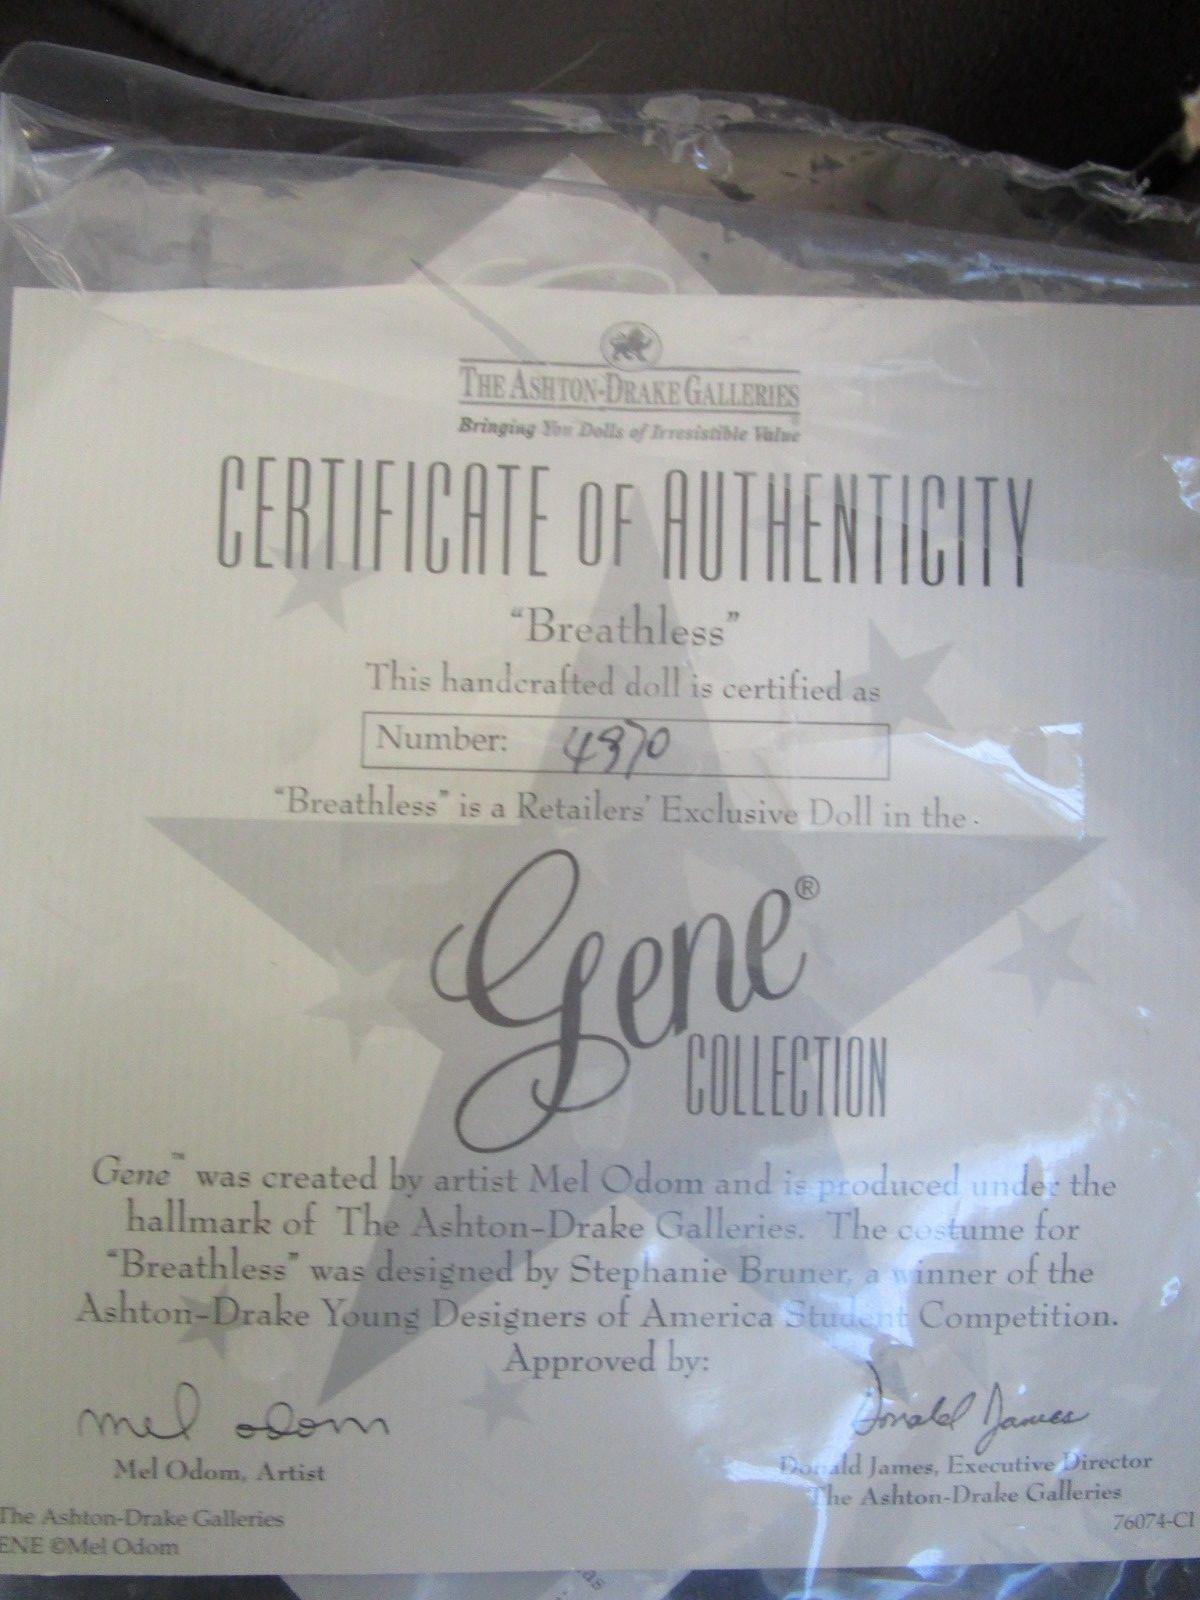 THE ASHTON-DRAKE GALLERIES®
Bringing You Dolls of Irresistible Value
CERTIFICATE OF AUTHENTICITY
"Breathless"
This handcrafted doll is certified as
Number: 4970
"Breathless" is a Retailers' Exclusive Doll in the
Gene®
COLLECTION
Gene™ was created by artist Mel Odom and is produced under the
hallmark of The Ashton-Drake Galleries. The costume for
"Breathless" was designed by Stephanie Bruner, a winner of the
Ashton-Drake Young Designers of America Student Competition.
Approved by:
mel odom
Donald James
Mel Odom, Artist
Donald James, Executive Director
The Ashton-Drake Galleries
The Ashton-Drake Galleries
76074-CI
ENE ©Mel Odom
as